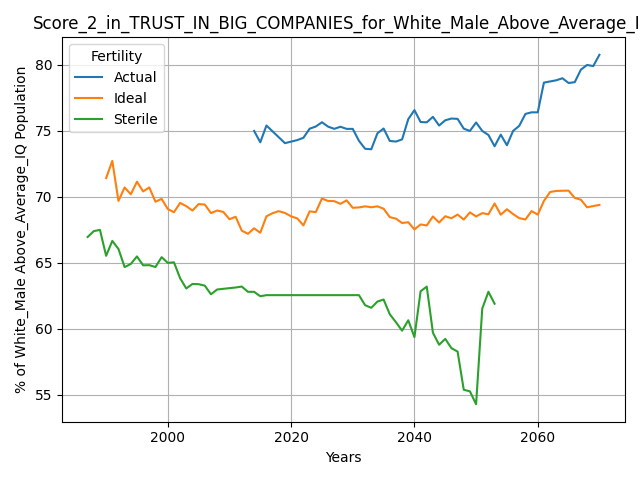 Score_2_in_TRUST_IN_BIG_COMPANIES_for_White_Male_Above_Average_I
Fertility
Actual
Ideal
Sterile
% of White_Male Above_Average_IQ Population
80
75
70
65
60
55
2000
2020
2040
2060
Years